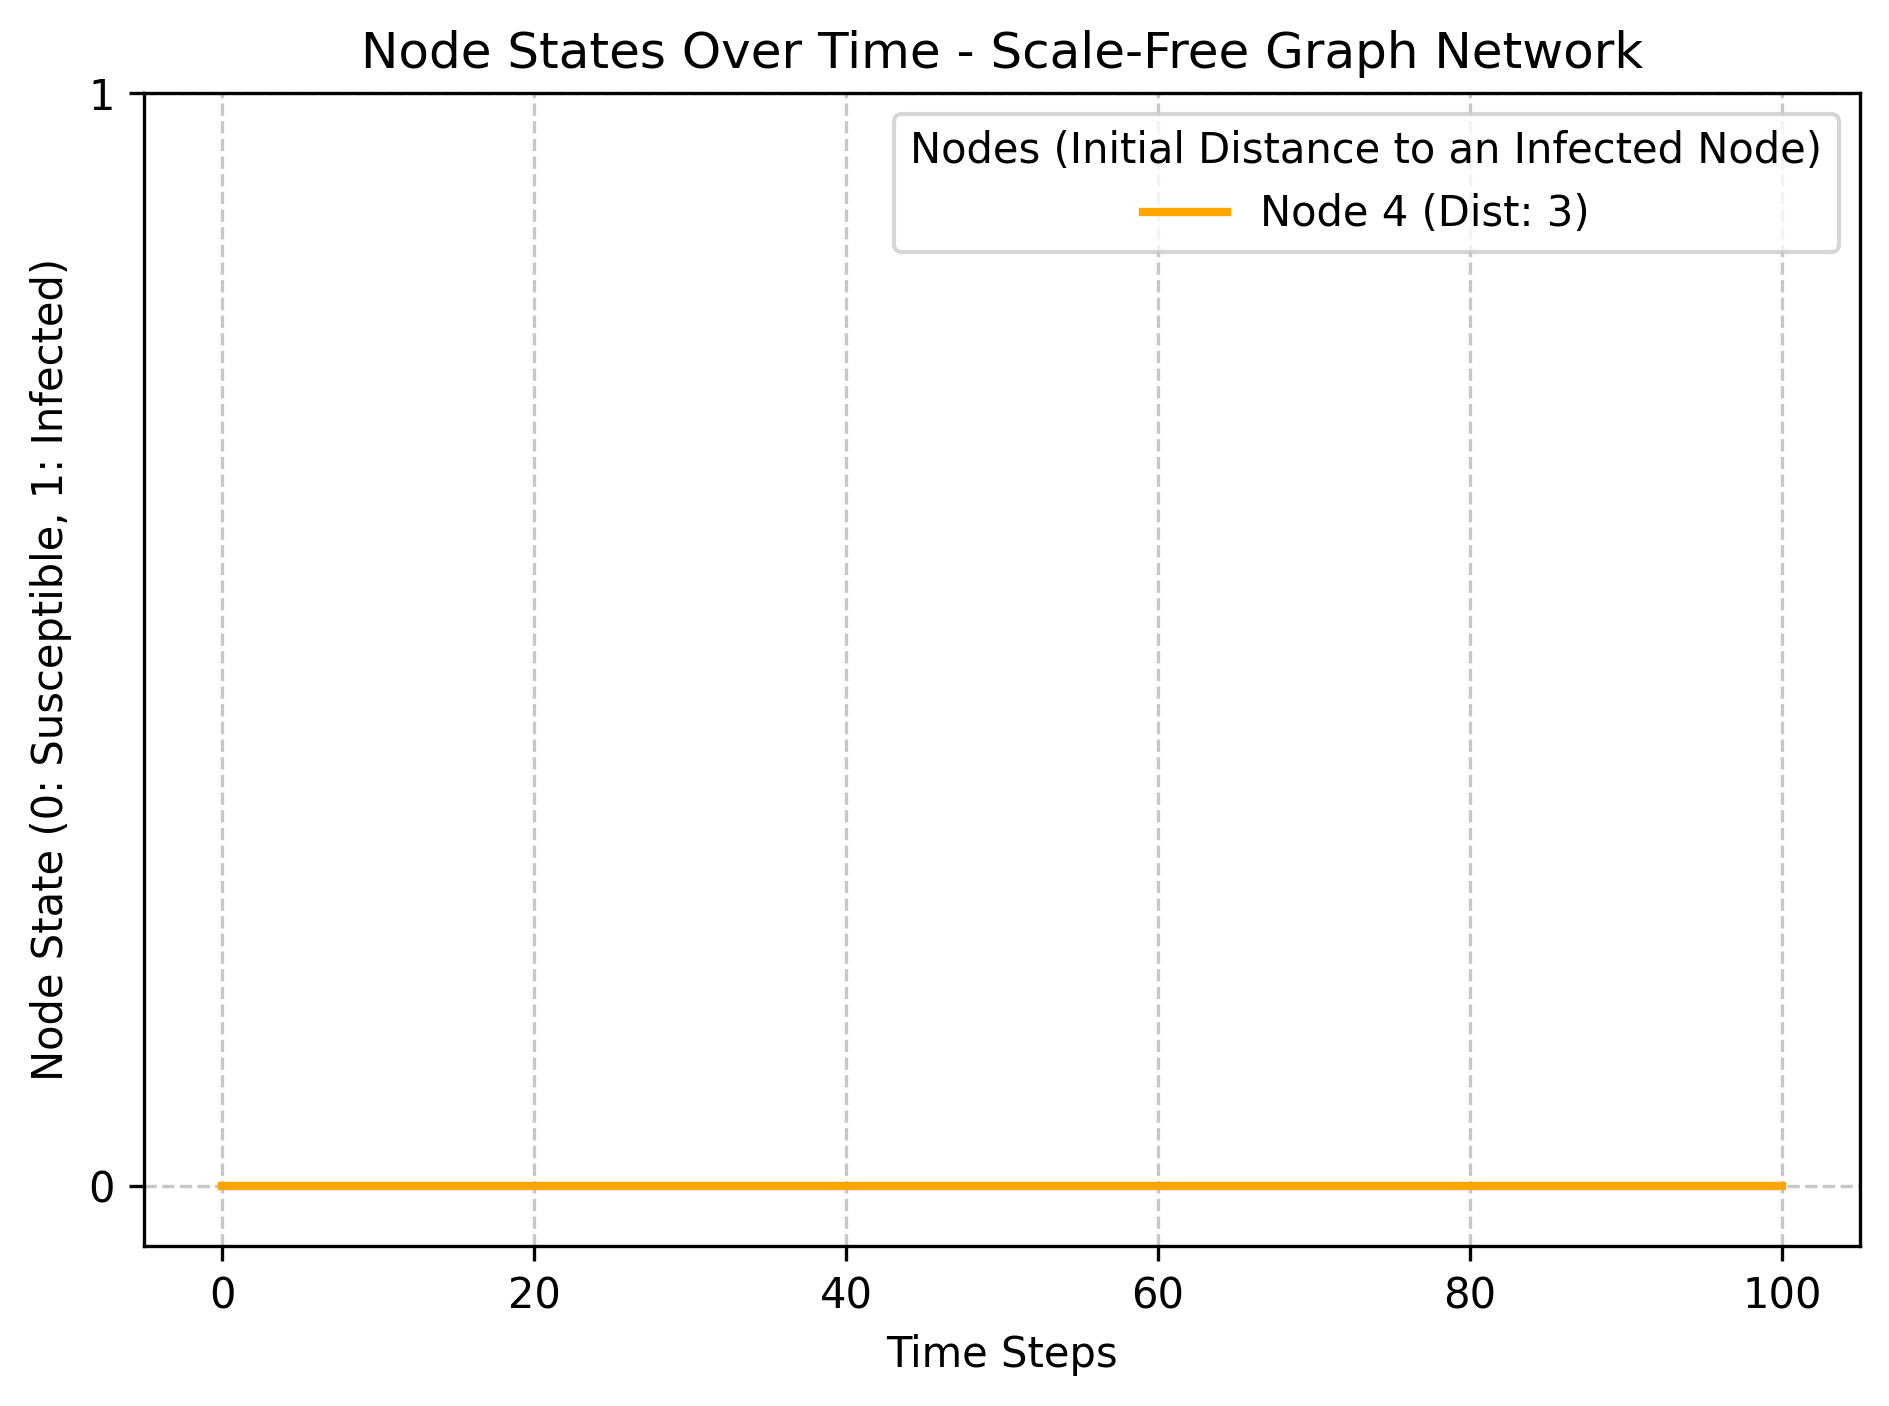 Node States Over Time - Scale-Free Graph Network
1
Nodes (Initial Distance to an Infected Node)
Node 4 (Dist: 3)
Node State (0: Susceptible, 1: Infected)
0
0 20 40 60 80 100
Time Steps